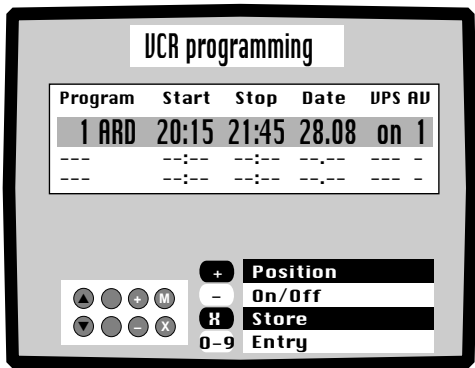 VCR programming
Program Start Stop Date VPS AV
1 ARD 20:15 21:45 28.08 on 1
--- --:-- --:-- --.-- --- -
--- --:-- --:-- --.-- --- -
+ Position
- On/Off
X Store
0-9 Entry
+ M
- X